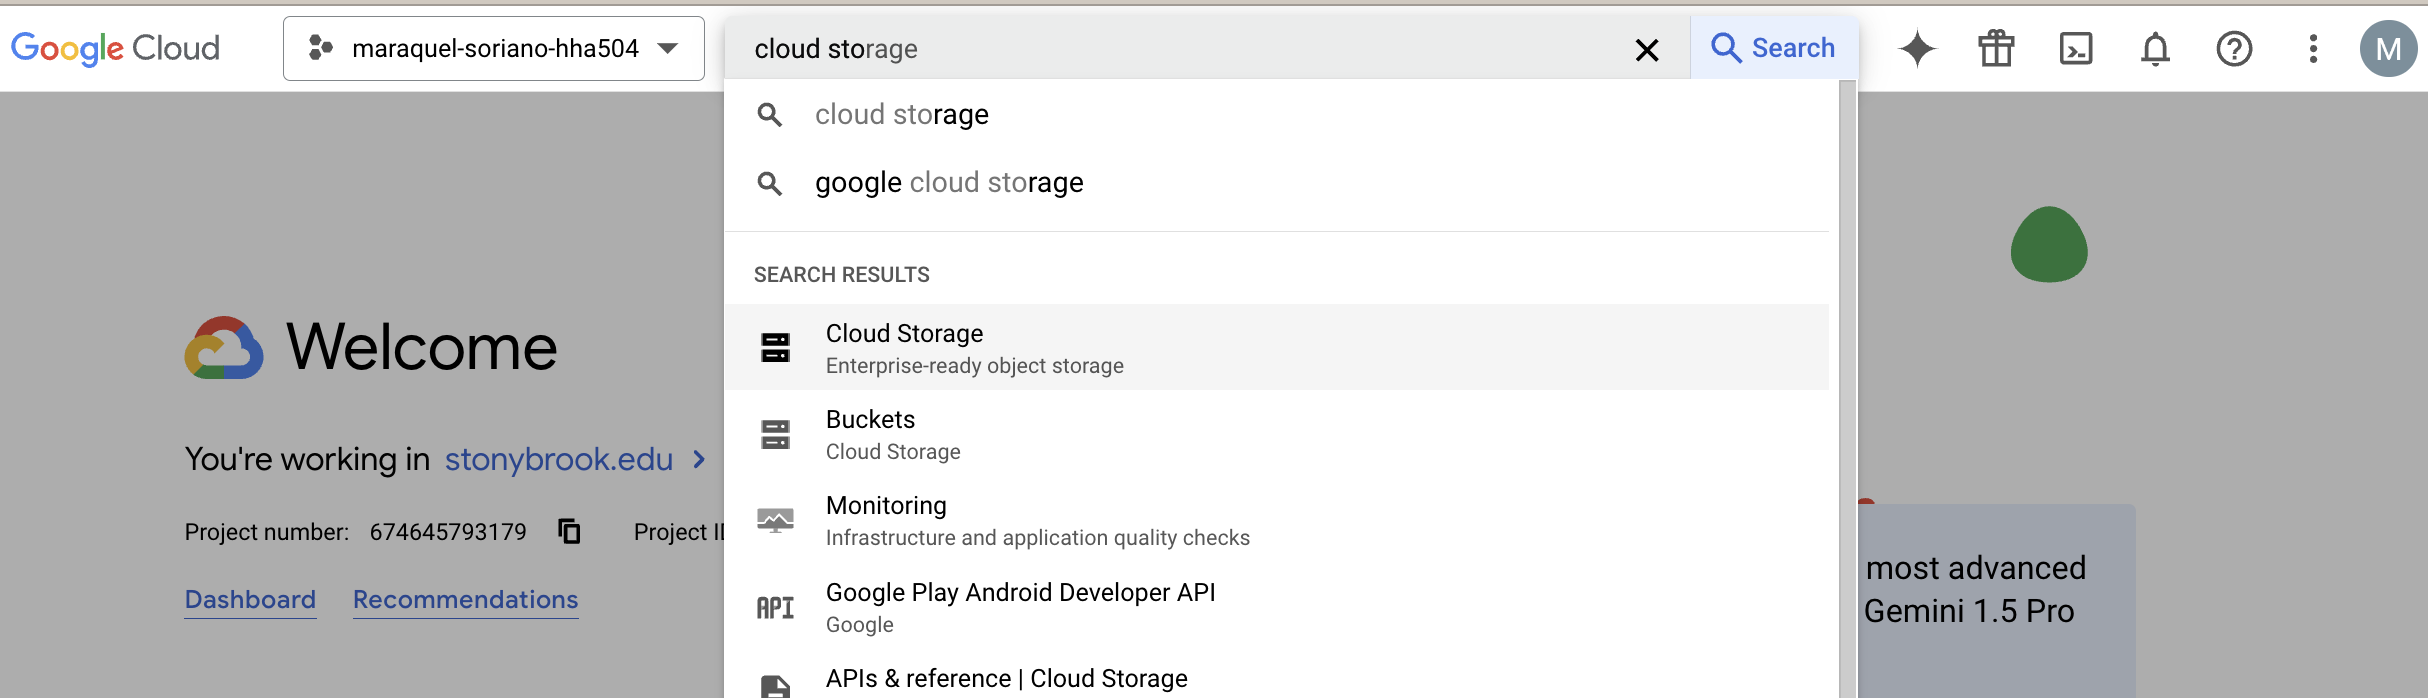 Google Cloud
maraquel-soriano-hha504
cloud storage
Search
M
cloud storage
google cloud storage
SEARCH RESULTS
Cloud Storage
Enterprise-ready object storage
Buckets
Cloud Storage
Monitoring
Infrastructure and application quality checks
API
Google Play Android Developer API
Google
APIs & reference | Cloud Storage
Welcome
You're working in stonybrook.edu
Project number: 674645793179 Project
Dashboard Recommendations
most advanced
Gemini 1.5 Pro